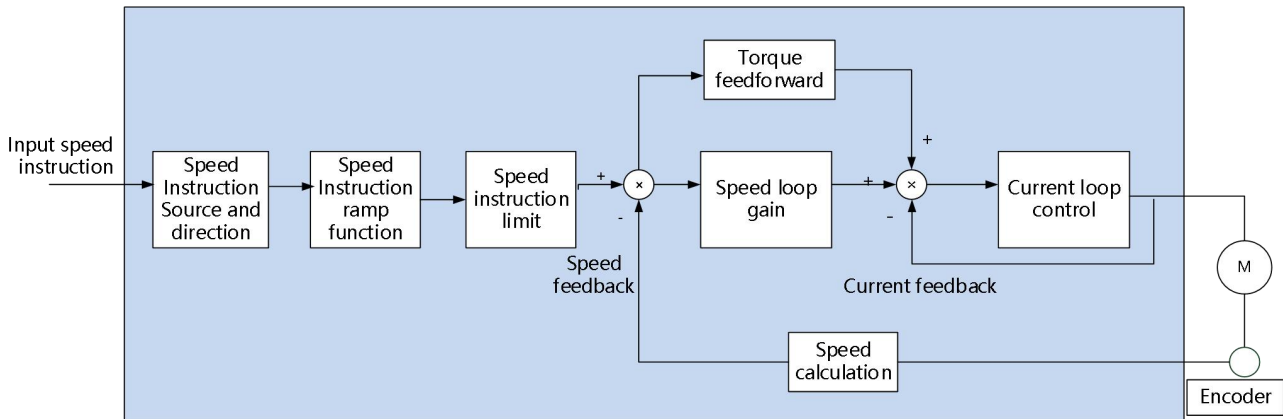 Torque
feedforward
Input speed
instruction
Speed
Instruction
Source and
direction
Speed
Instruction
ramp
function
Speed
instruction
limit
+
×
-
Speed loop
gain
+
+
×
-
Current loop
control
Speed
feedback
Current feedback
M
Speed
calculation
Encoder